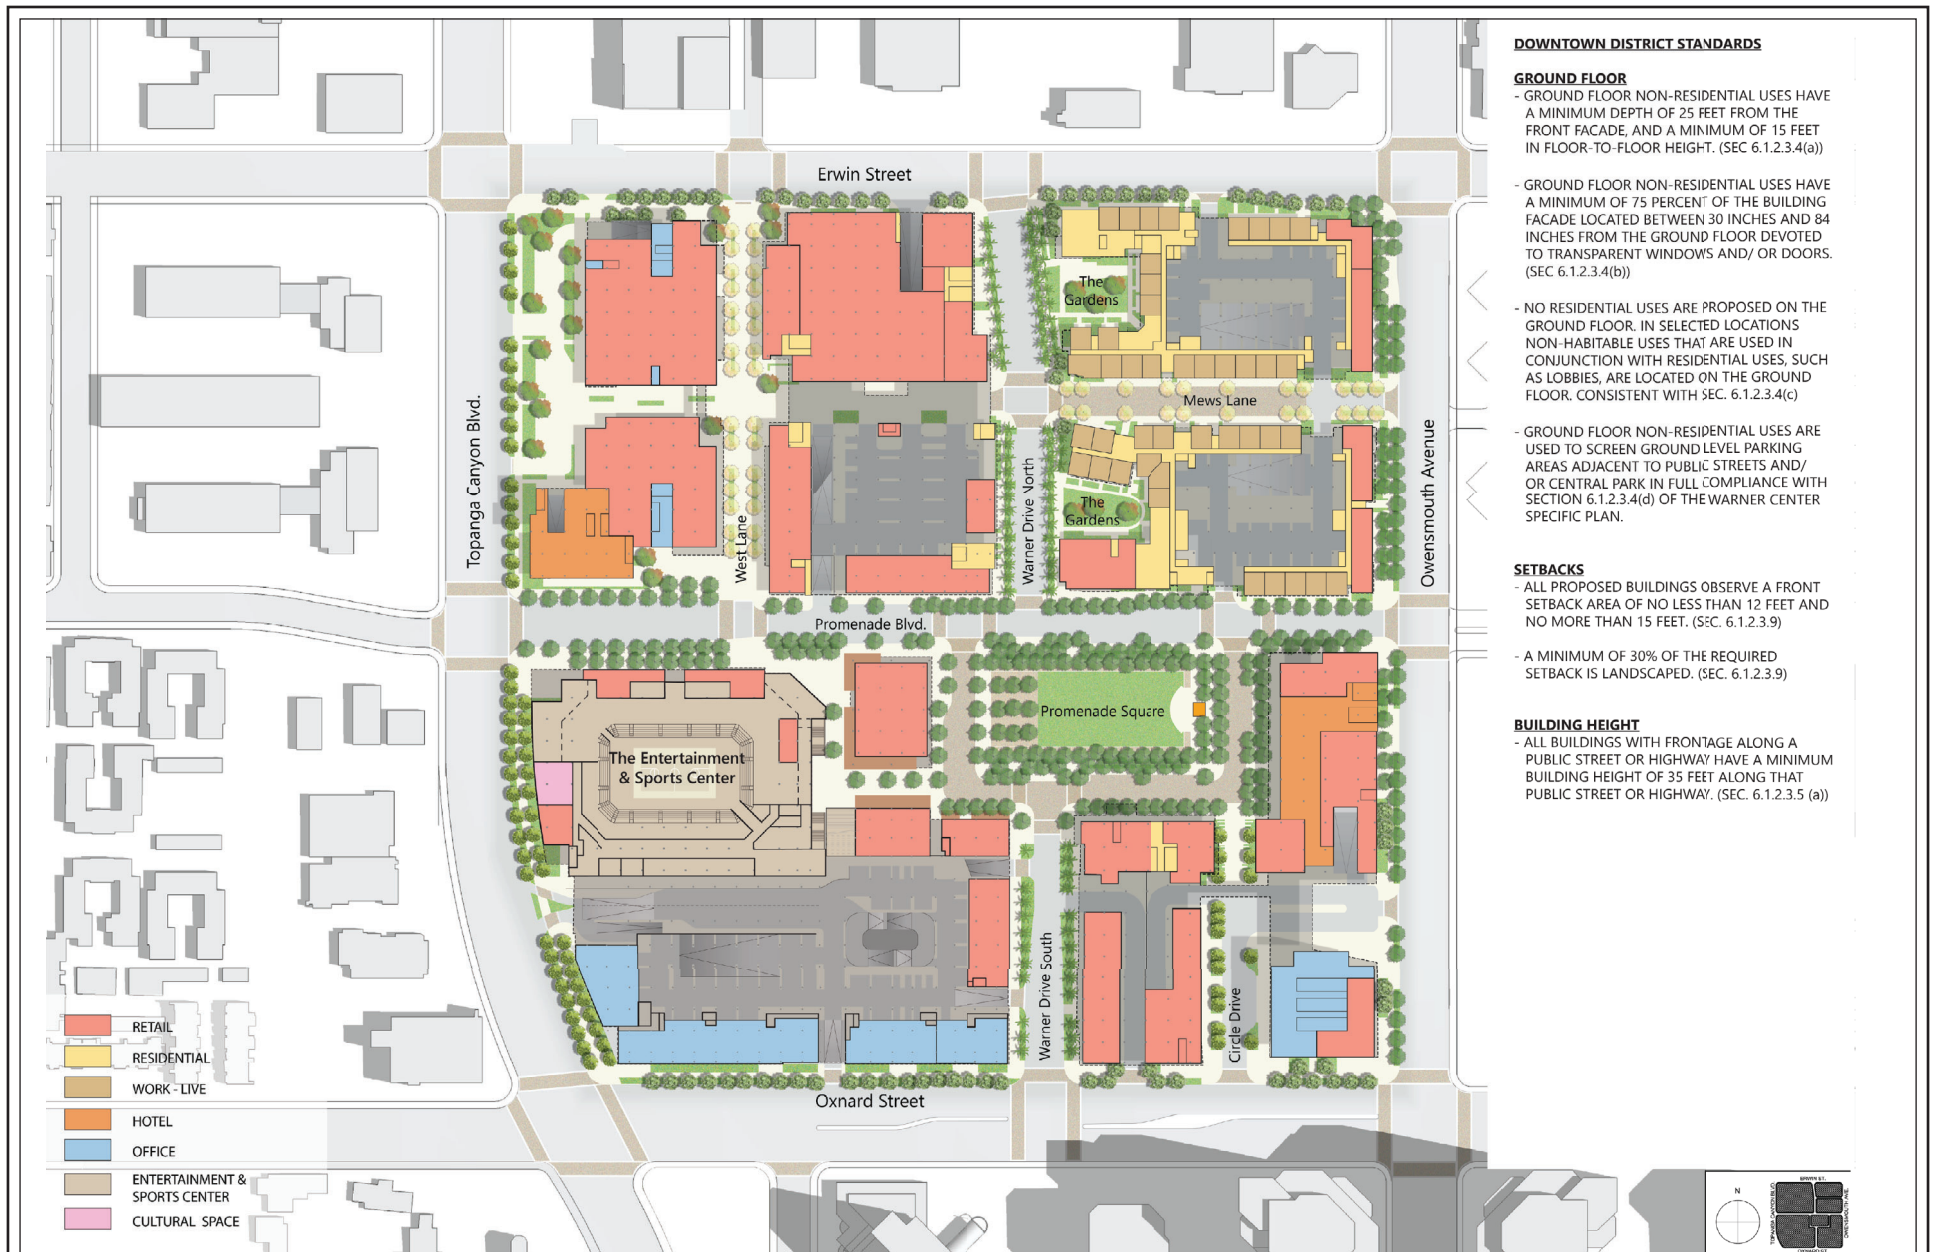 DOWNTOWN DISTRICT STANDARDS
GROUND FLOOR
- GROUND FLOOR NON-RESIDENTIAL USES HAVE
A MINIMUM DEPTH OF 25 FEET FROM THE
FRONT FACADE, AND A MINIMUM OF 15 FEET
IN FLOOR-TO-FLOOR HEIGHT. (SEC 6.1.2.3.4(a))
- GROUND FLOOR NON-RESIDENTIAL USES HAVE
A MINIMUM OF 75 PERCENT OF THE BUILDING
FACADE LOCATED BETWEEN 30 INCHES AND 84
INCHES FROM THE GROUND FLOOR DEVOTED
TO TRANSPARENT WINDOWS AND/ OR DOORS.
(SEC 6.1.2.3.4(b))
- NO RESIDENTIAL USES ARE PROPOSED ON THE
GROUND FLOOR. IN SELECTED LOCATIONS
NON-HABITABLE USES THAT ARE USED IN
CONJUNCTION WITH RESIDENTIAL USES, SUCH
AS LOBBIES, ARE LOCATED ON THE GROUND
FLOOR. CONSISTENT WITH SEC. 6.1.2.3.4(c)
- GROUND FLOOR NON-RESIDENTIAL USES ARE
USED TO SCREEN GROUND LEVEL PARKING
AREAS ADJACENT TO PUBLIC STREETS AND/
OR CENTRAL PARK IN FULL COMPLIANCE WITH
SECTION 6.1.2.3.4(d) OF THE WARNER CENTER
SPECIFIC PLAN.
SETBACKS
- ALL PROPOSED BUILDINGS OBSERVE A FRONT
SETBACK AREA OF NO LESS THAN 12 FEET AND
NO MORE THAN 15 FEET. (SEC. 6.1.2.3.9)
- A MINIMUM OF 30% OF THE REQUIRED
SETBACK IS LANDSCAPED. (SEC. 6.1.2.3.9)
BUILDING HEIGHT
- ALL BUILDINGS WITH FRONTAGE ALONG A
PUBLIC STREET OR HIGHWAY HAVE A MINIMUM
BUILDING HEIGHT OF 35 FEET ALONG THAT
PUBLIC STREET OR HIGHWAY. (SEC. 6.1.2.3.5 (a))
Erwin Street
The
Gardens
Mews Lane
Topanga Canyon Blvd.
West Lane
Warner Drive North
The
Gardens
Owensmouth Avenue
Promenade Blvd.
Promenade Square
The Entertainment
& Sports Center
Warner Drive South
Circle Drive
Oxnard Street
RETAIL
RESIDENTIAL
WORK - LIVE
HOTEL
OFFICE
ENTERTAINMENT &
SPORTS CENTER
CULTURAL SPACE
N
ERWIN ST.
TOPANGA CANYON BLVD.
OWENSMOUTH AVE.
OXNARD ST.